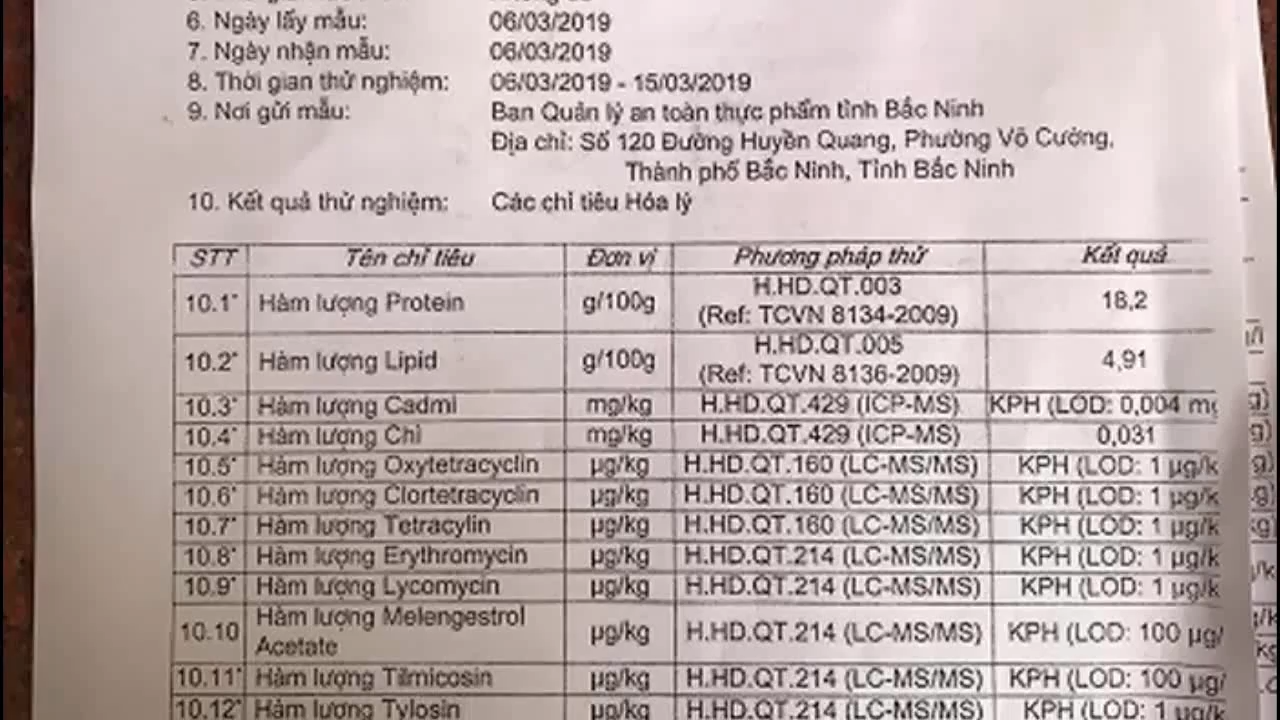 6. Ngày lấy mẫu: 06/03/2019
7. Ngày nhận mẫu: 06/03/2019
8. Thời gian thử nghiệm: 06/03/2019 - 15/03/2019
9. Nơi gửi mẫu: Ban Quản lý an toàn thực phẩm tỉnh Bắc Ninh
Địa chỉ: Số 120 Đường Huyền Quang, Phường Võ Cường,
Thành phố Bắc Ninh, Tỉnh Bắc Ninh
10. Kết quả thử nghiệm: Các chỉ tiêu Hóa lý
STT Tên chỉ tiêu Đơn vị Phương pháp thử Kết quả
10.1* Hàm lượng Protein g/100g H.HD.QT.003 18,2
(Ref: TCVN 8134-2009)
10.2* Hàm lượng Lipid g/100g H.HD.QT.005 4,91
(Ref: TCVN 8136-2009)
10.3* Hàm lượng Cadmi mg/kg H.HD.QT.429 (ICP-MS) KPH (LOD: 0,004 mg
10.4* Hàm lượng Chì mg/kg H.HD.QT.429 (ICP-MS) 0,031
10.5* Hàm lượng Oxytetracyclin µg/kg H.HD.QT.160 (LC-MS/MS) KPH (LOD: 1 µg/k
10.6* Hàm lượng Clortetracyclin µg/kg H.HD.QT.160 (LC-MS/MS) KPH (LOD: 1 µg/k
10.7* Hàm lượng Tetracylin µg/kg H.HD.QT.160 (LC-MS/MS) KPH (LOD: 1 µg/k
10.8* Hàm lượng Erythromycin µg/kg H.HD.QT.214 (LC-MS/MS) KPH (LOD: 1 µg/k
10.9* Hàm lượng Lycomycin µg/kg H.HD.QT.214 (LC-MS/MS) KPH (LOD: 1 µg/k
10.10 Hàm lượng Melengestrol Acetate µg/kg H.HD.QT.214 (LC-MS/MS) KPH (LOD: 100 µg/
10.11* Hàm lượng Tilmicosin µg/kg H.HD.QT.214 (LC-MS/MS) KPH (LOD: 100 µg/
10.12* Hàm lượng Tylosin µg/kg H.HD.QT.214 (LC-MS/MS) KPH (LOD: 100 µg/